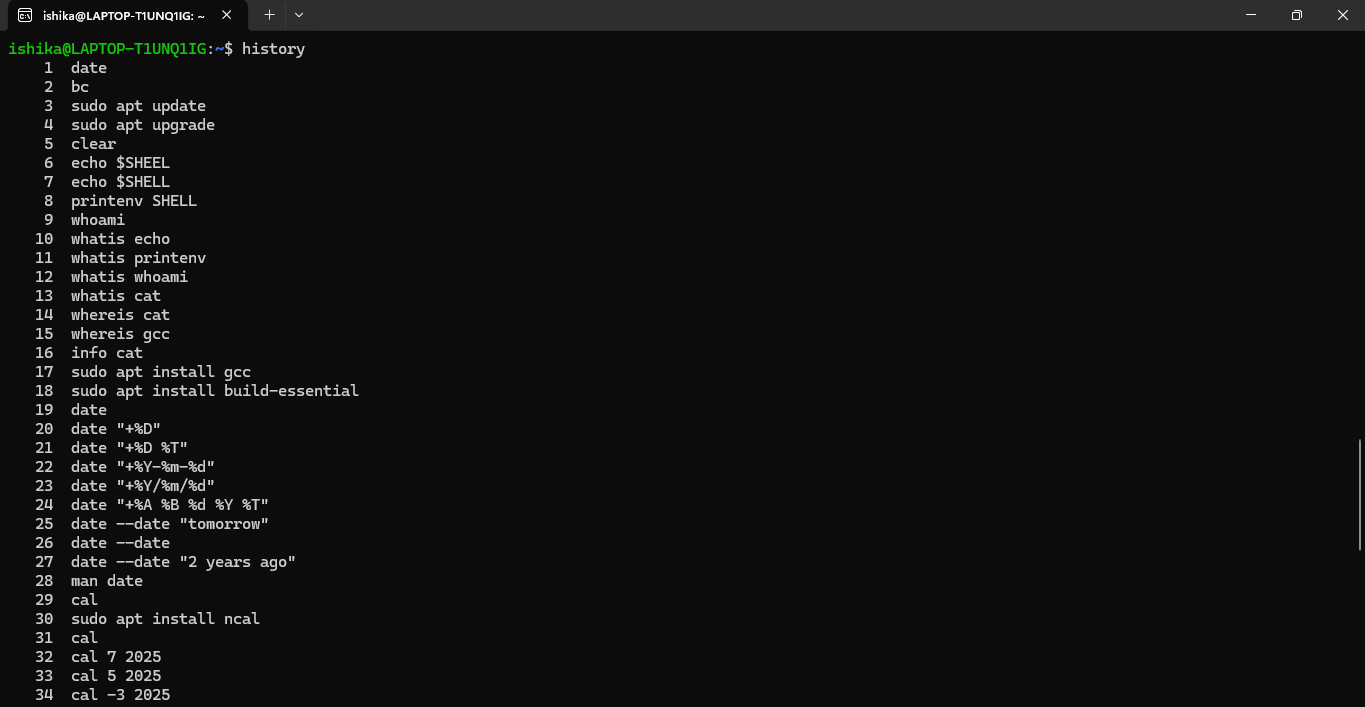 ishika@LAPTOP-T1UNQ1IG: ~
ishika@LAPTOP-T1UNQ1IG:~$ history
1 date
2 bc
3 sudo apt update
4 sudo apt upgrade
5 clear
6 echo $SHEEL
7 echo $SHELL
8 printenv SHELL
9 whoami
10 whatis echo
11 whatis printenv
12 whatis whoami
13 whatis cat
14 whereis cat
15 whereis gcc
16 info cat
17 sudo apt install gcc
18 sudo apt install build-essential
19 date
20 date "+%D"
21 date "+%D %T"
22 date "+%Y-%m-%d"
23 date "+%Y/%m/%d"
24 date "+%A %B %d %Y %T"
25 date --date "tomorrow"
26 date --date
27 date --date "2 years ago"
28 man date
29 cal
30 sudo apt install ncal
31 cal
32 cal 7 2025
33 cal 5 2025
34 cal -3 2025